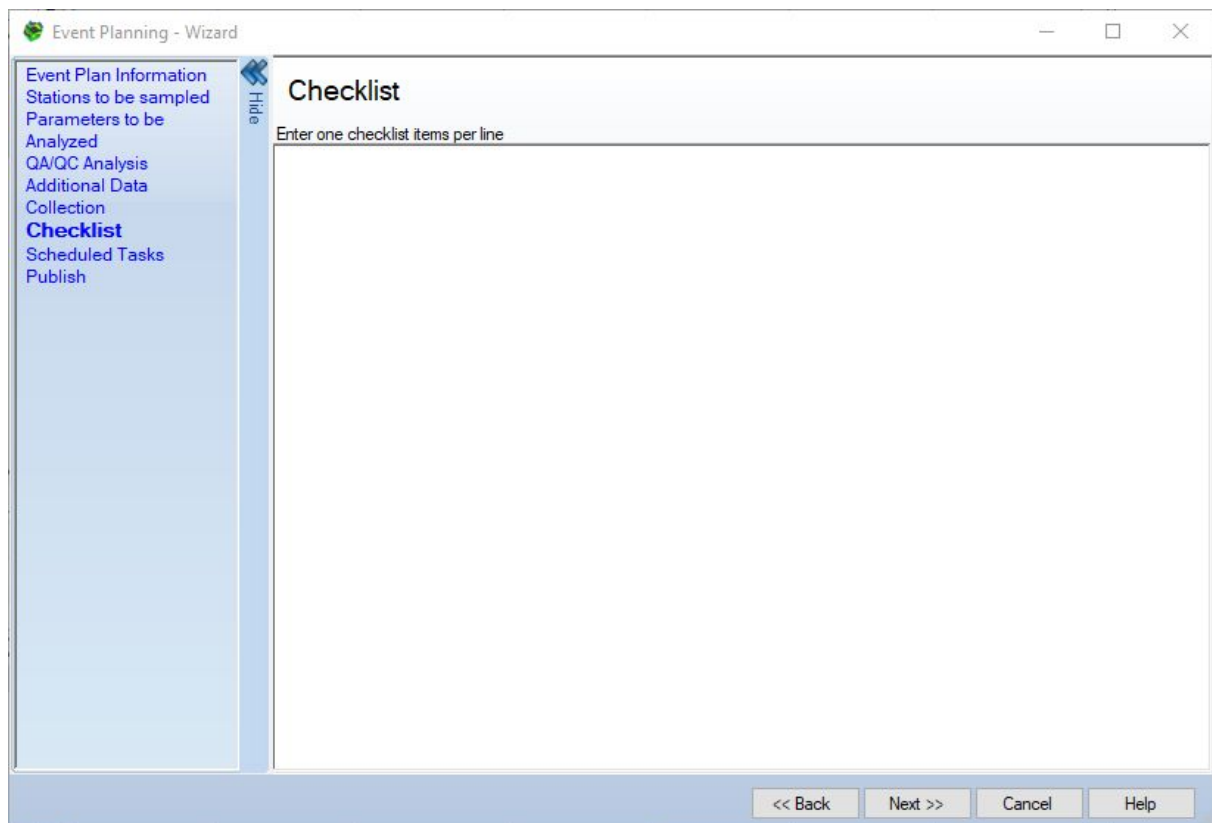 Event Planning - Wizard
Event Plan Information
Stations to be sampled
Parameters to be
Analyzed
QA/QC Analysis
Additional Data
Collection
Checklist
Scheduled Tasks
Publish
Hide
Checklist
Enter one checklist items per line
<< Back
Next >>
Cancel
Help